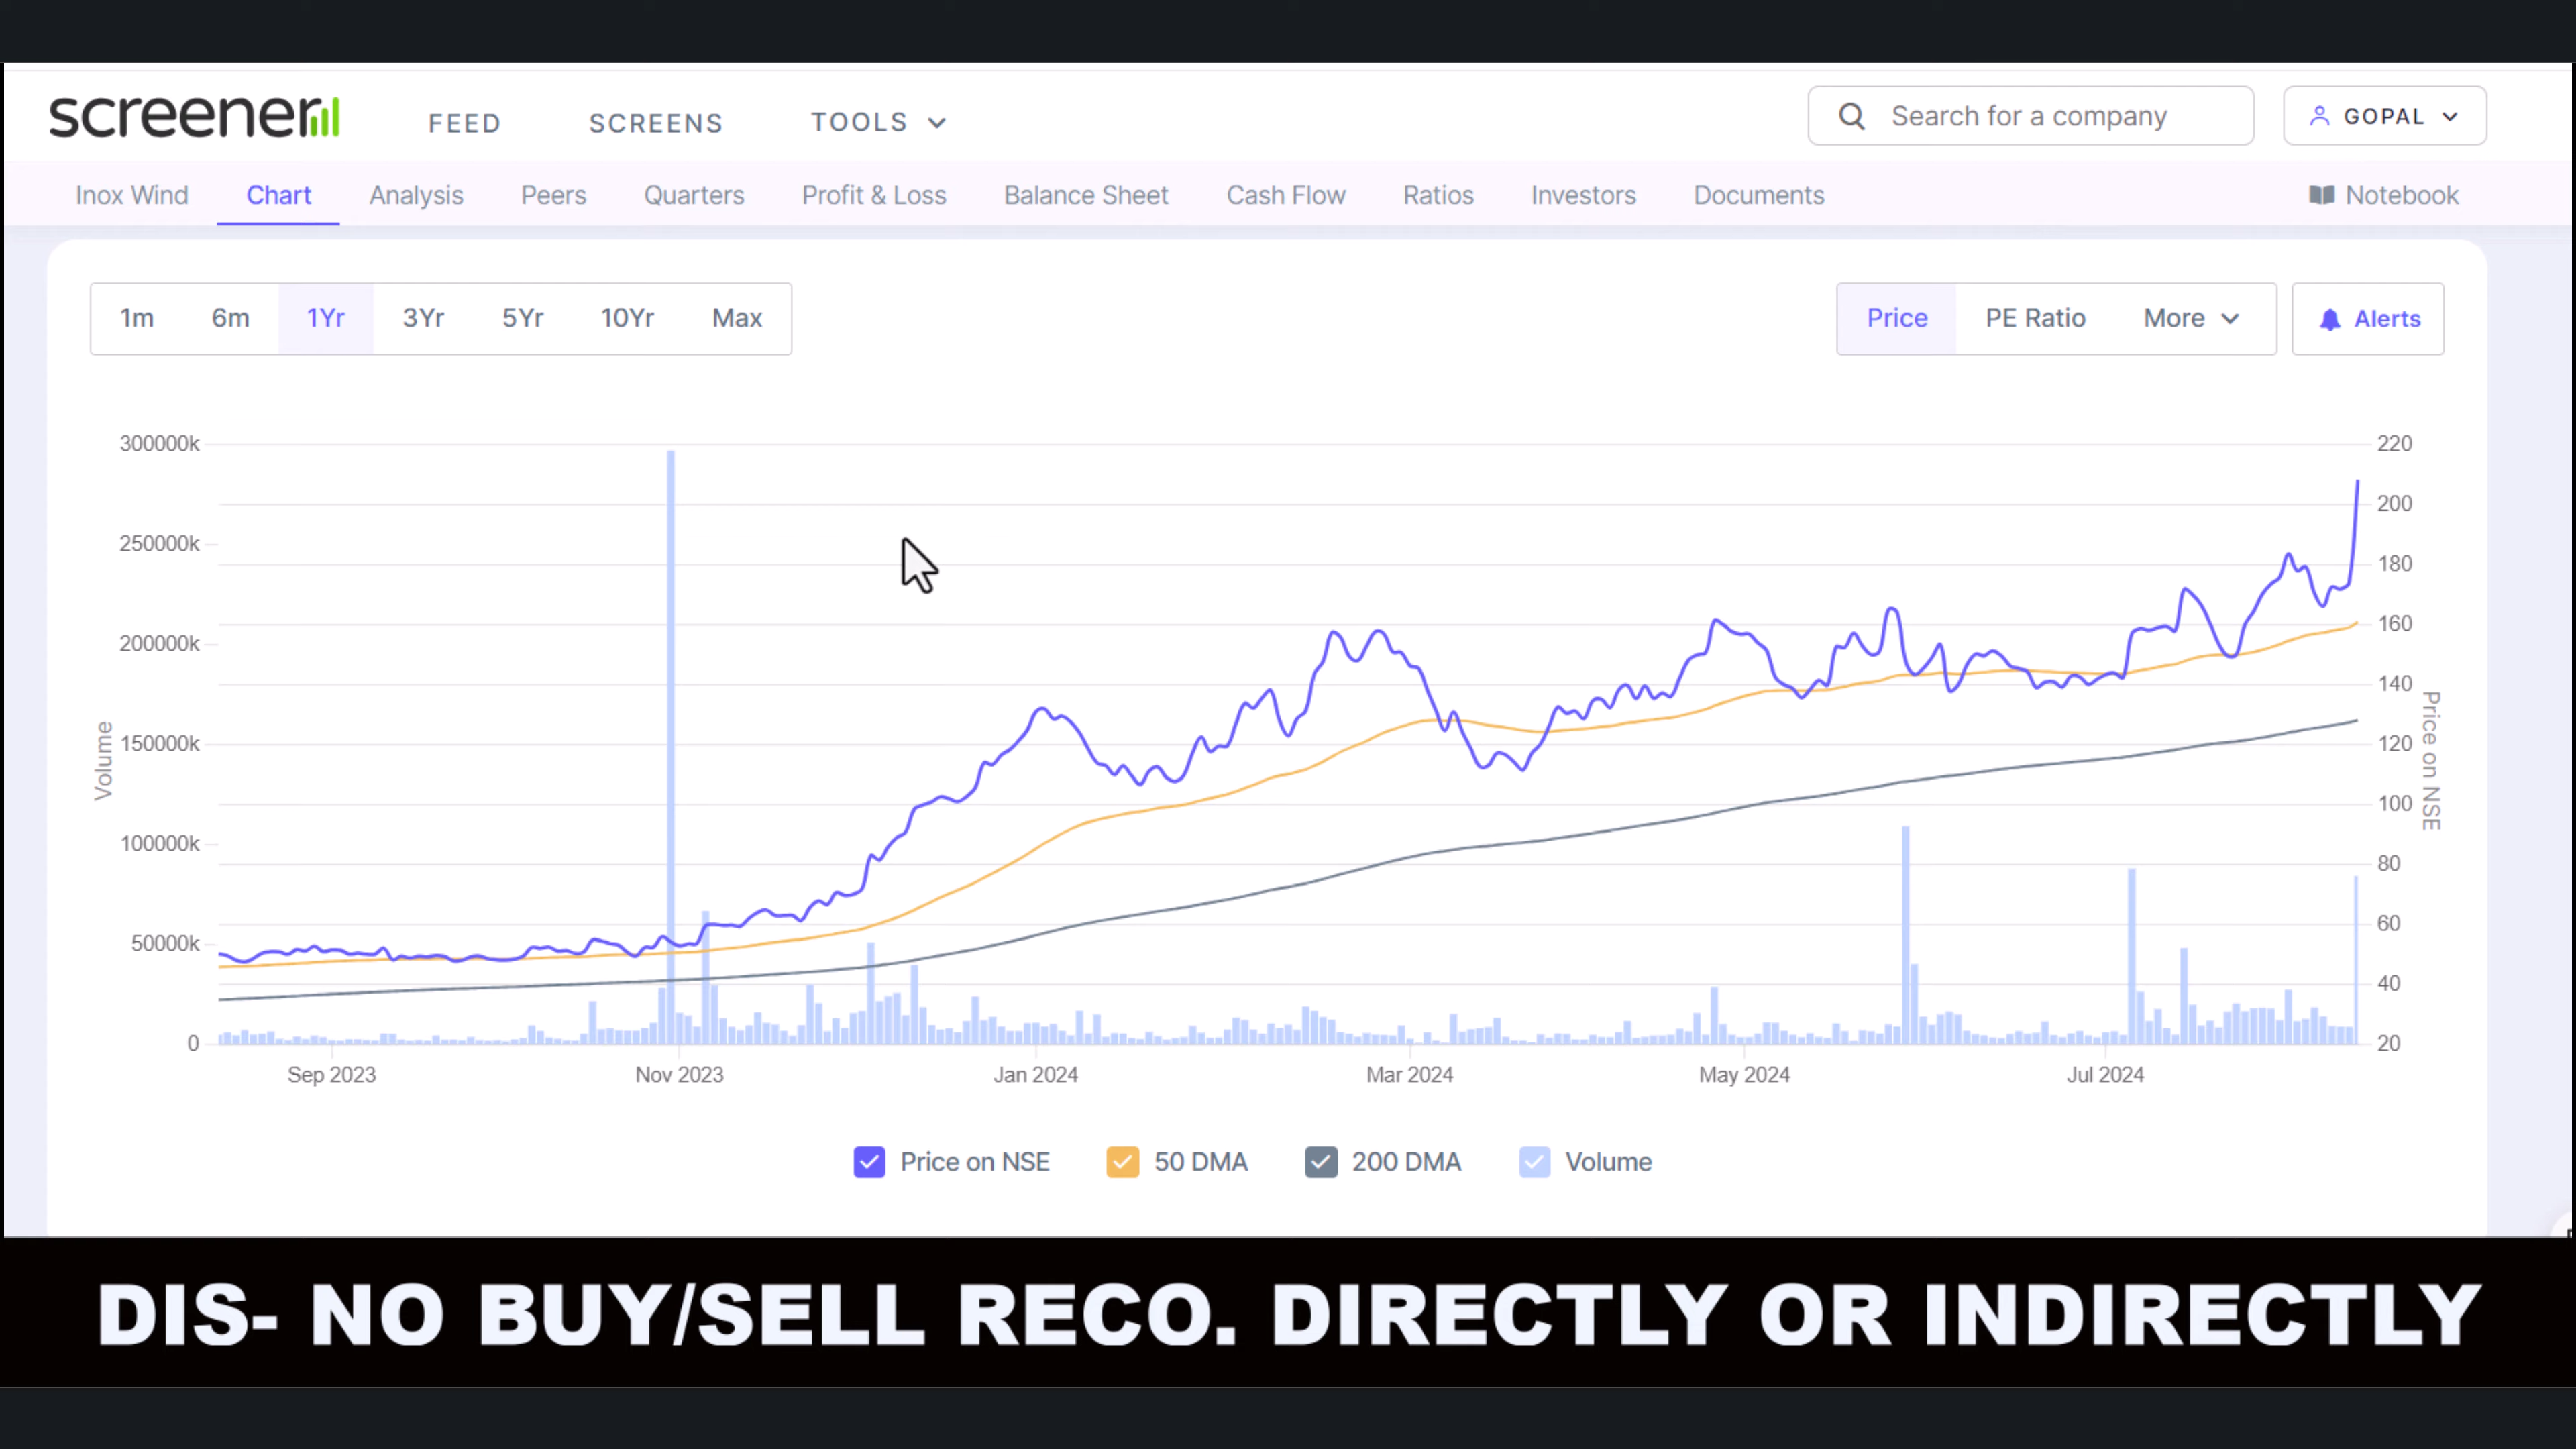 screener FEED SCREENS TOOLS Search for a company GOPAL
Inox Wind Chart Analysis Peers Quarters Profit & Loss Balance Sheet Cash Flow Ratios Investors Documents Notebook
1m 6m 1Yr 3Yr 5Yr 10Yr Max Price PE Ratio More Alerts
300000k 220
200
250000k
180
200000k 160
140
150000k 120
100
100000k
80
50000k 60
40
0 20
Volume
Price on NSE
Sep 2023 Nov 2023 Jan 2024 Mar 2024 May 2024 Jul 2024
Price on NSE 50 DMA 200 DMA Volume
DIS- NO BUY/SELL RECO. DIRECTLY OR INDIRECTLY